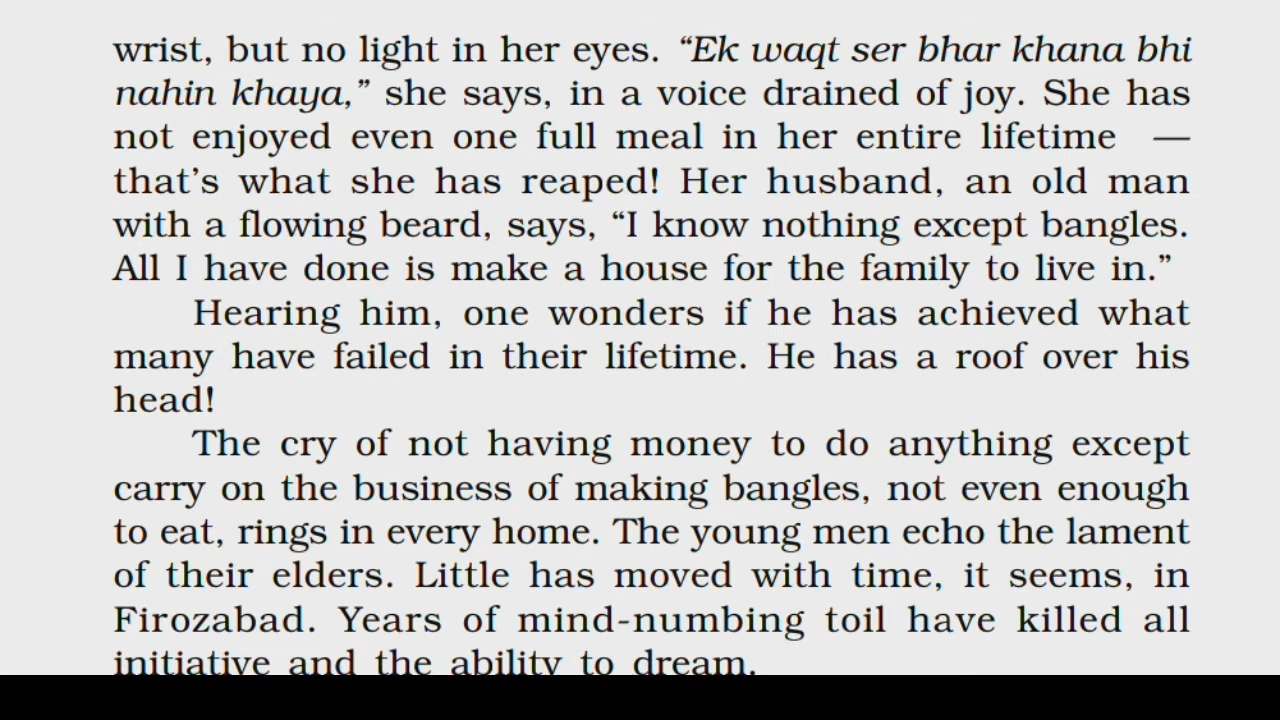 wrist, but no light in her eyes. “Ek waqt ser bhar khana bhi
nahin khaya,” she says, in a voice drained of joy. She has
not enjoyed even one full meal in her entire lifetime —
that’s what she has reaped! Her husband, an old man
with a flowing beard, says, “I know nothing except bangles.
All I have done is make a house for the family to live in.”
Hearing him, one wonders if he has achieved what
many have failed in their lifetime. He has a roof over his
head!
The cry of not having money to do anything except
carry on the business of making bangles, not even enough
to eat, rings in every home. The young men echo the lament
of their elders. Little has moved with time, it seems, in
Firozabad. Years of mind-numbing toil have killed all
initiative and the ability to dream.